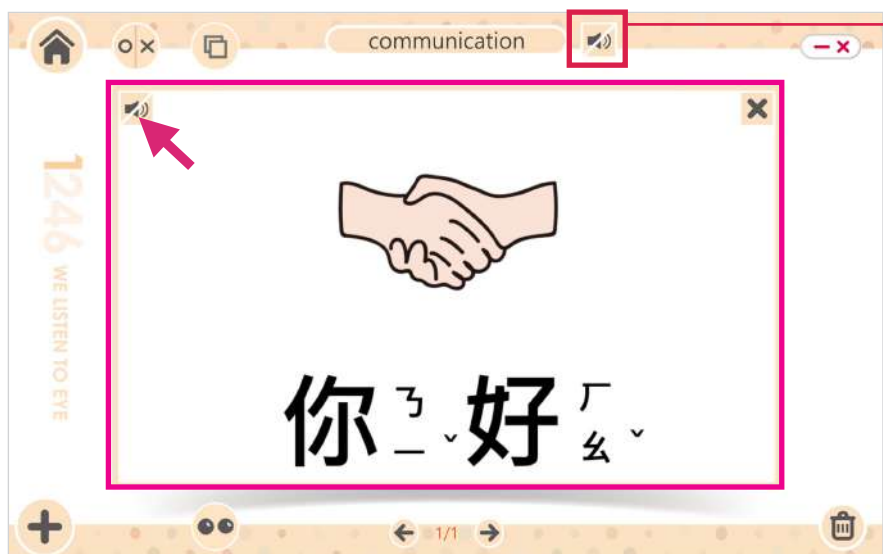 communication
1246 WE LISTEN TO EYE
你ㄋㄧˇ好ㄏㄠˇ
1/1